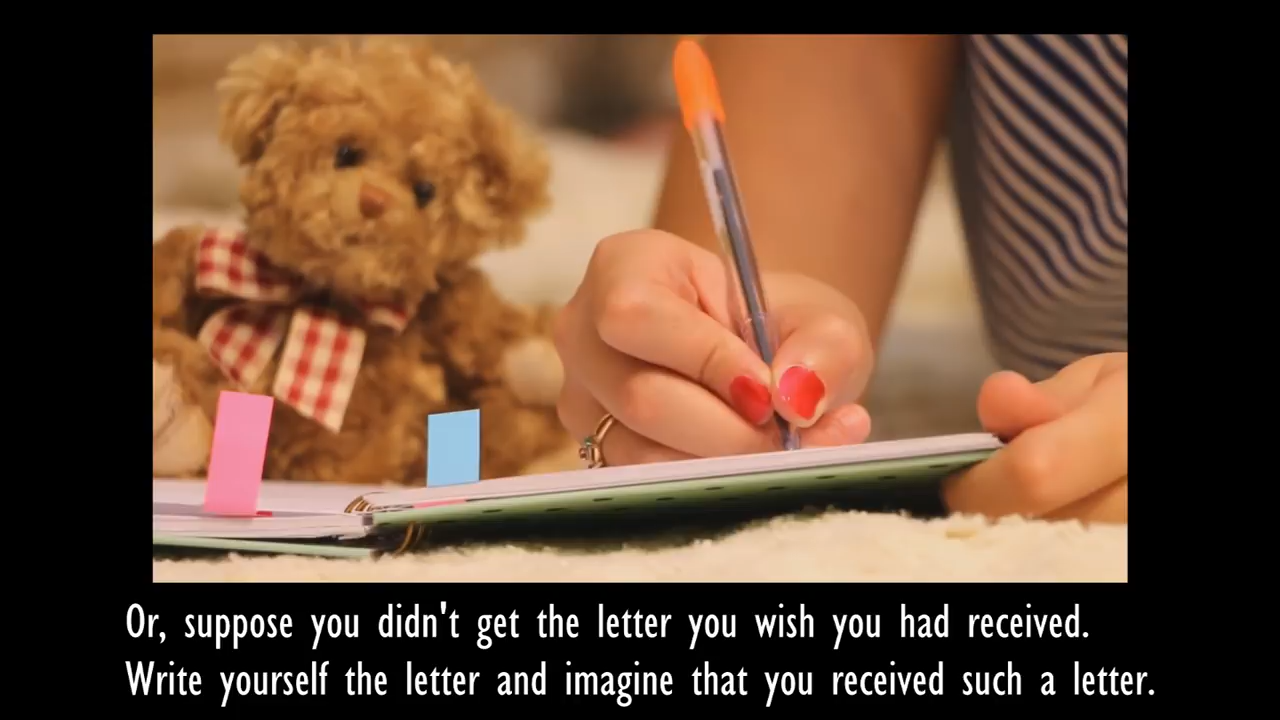 Or, suppose you didn't get the letter you wish you had received.
Write yourself the letter and imagine that you received such a letter.